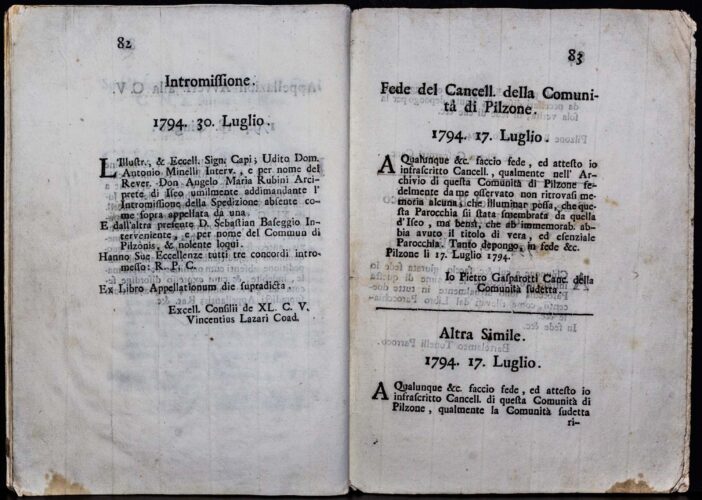 82
Intromiſſione.
1794. 30. Luglio.
L'Illuſtr., & Eccell. Sign. Capi, Udito Dom.
Antonio Minelli Interv., e per nome del
Rever. Don Angelo Maria Rubini Arci-
prete di Iſeo umilmente addimandante l'
Intromiſſione della Spedizione abſente co-
me ſopra appellata da una.
E dall'altra preſente D. Sebaſtian Baſeggio In-
terveniente, e per nome del Commun di
Pilzonis, & nolente loqui.
Hanno Sue Eccellenze tutti tre concordi intro-
meſſo: R. P. C.
Ex Libro Appellationum die ſupradicta.
Excell. Conſilii de XL. C. V.
Vincentius Lazari Coad.
83
Fede del Cancell. della Comuni-
tà di Pilzone.
1794. 17. Luglio.
A Qualunque &c. faccio fede, ed atteſto io
infraſcritto Cancell., qualmente nell' Ar-
chivio di queſta Comunità di Pilzone fe-
delmente da me oſſervato non ritrovaſi me-
moria alcuna, che illuminar poſſa, che que-
ſta Parocchia ſii ſtata ſmembrata da quella
d'Iſeo, ma bensì, che ab immemorab. ab-
bia avuto il titolo di vera, ed eſenziale
Parocchia. Tanto depongo, in fede &c.
Pilzone li 17. Luglio 1794.
Io Pietro Gaſparotti Canc. della
Comunità ſudetta.
Altra Simile.
1794. 17. Luglio.
A Qualunque &c. faccio fede, ed atteſto io
infraſcritto Cancell. di queſta Comunità di
Pilzone, qualmente la Comunità ſudetta
ri-